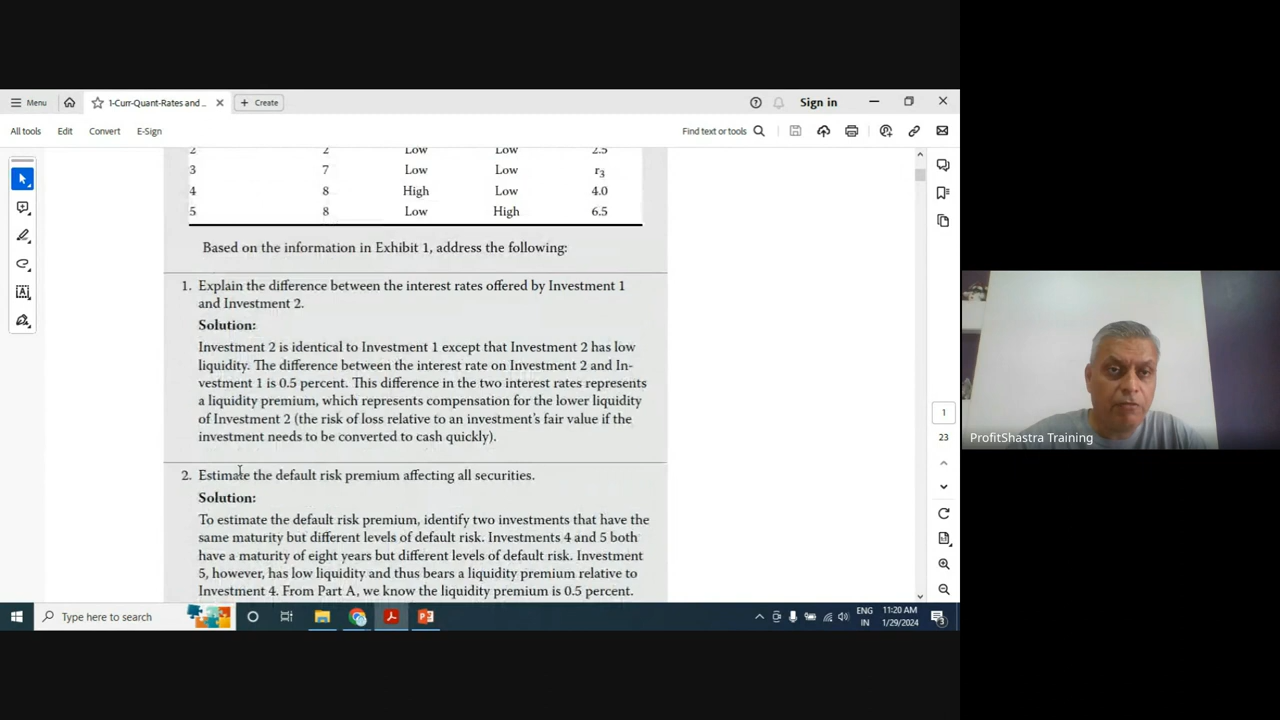 Menu
1-Curr-Quant-Rates and ...
Create
Sign in
All tools
Edit
Convert
E-Sign
Find text or tools
2 2 Low Low 2.5
3 7 Low Low r3
4 8 High Low 4.0
5 8 Low High 6.5
Based on the information in Exhibit 1, address the following:
1. Explain the difference between the interest rates offered by Investment 1
and Investment 2.
Solution:
Investment 2 is identical to Investment 1 except that Investment 2 has low
liquidity. The difference between the interest rate on Investment 2 and In-
vestment 1 is 0.5 percent. This difference in the two interest rates represents
a liquidity premium, which represents compensation for the lower liquidity
of Investment 2 (the risk of loss relative to an investment's fair value if the
investment needs to be converted to cash quickly).
2. Estimate the default risk premium affecting all securities.
Solution:
To estimate the default risk premium, identify two investments that have the
same maturity but different levels of default risk. Investments 4 and 5 both
have a maturity of eight years but different levels of default risk. Investment
5, however, has low liquidity and thus bears a liquidity premium relative to
Investment 4. From Part A, we know the liquidity premium is 0.5 percent.
1
23
ProfitShastra Training
Type here to search
ENG
IN
11:20 AM
1/29/2024
3